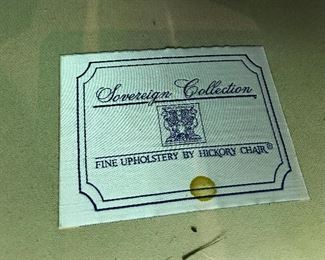 Sovereign Collection
FINE UPHOLSTERY BY HICKORY CHAIR®